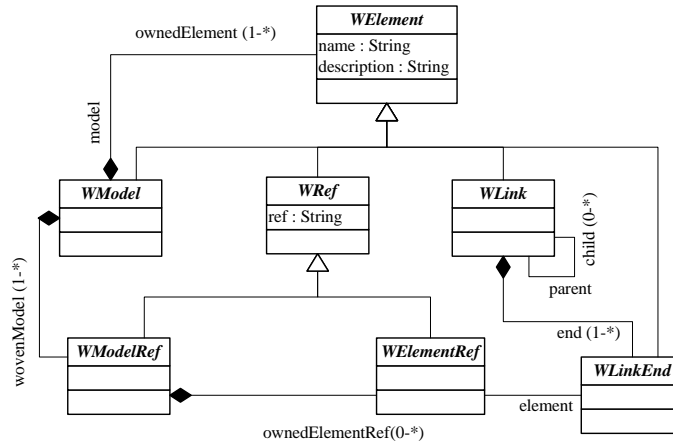 WElement
ownedElement (1-*)
name : String
description : String
model
WModel
WRef
WLink
ref : String
child (0-*)
parent
wovenModel (1-*)
end (1-*)
WModelRef
WElementRef
WLinkEnd
element
ownedElementRef(0-*)